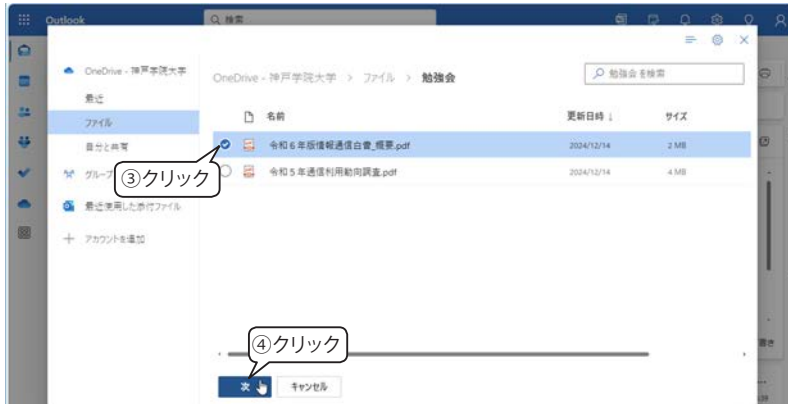 Outlook
検索
OneDrive - 神戸学院大学
最近
ファイル
自分と共有
グループ
最近使用した添付ファイル
アカウントを追加
OneDrive - 神戸学院大学 > ファイル > 勉強会
勉強会 を検索
名前 更新日時 ↓ サイズ
令和６年版情報通信白書_概要.pdf 2024/12/14 2 MB
令和５年通信利用動向調査.pdf 2024/12/14 4 MB
③クリック
④クリック
次 キャンセル
書き